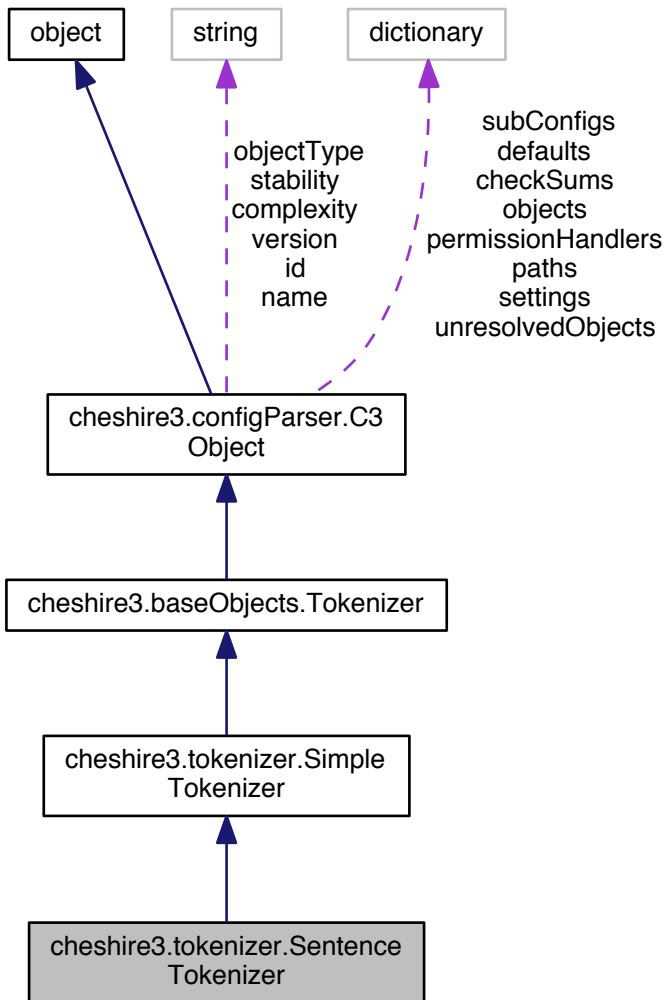 object
string
dictionary
objectType
stability
complexity
version
id
name
subConfigs
defaults
checkSums
objects
permissionHandlers
paths
settings
unresolvedObjects
cheshire3.configParser.C3
Object
cheshire3.baseObjects.Tokenizer
cheshire3.tokenizer.Simple
Tokenizer
cheshire3.tokenizer.Sentence
Tokenizer